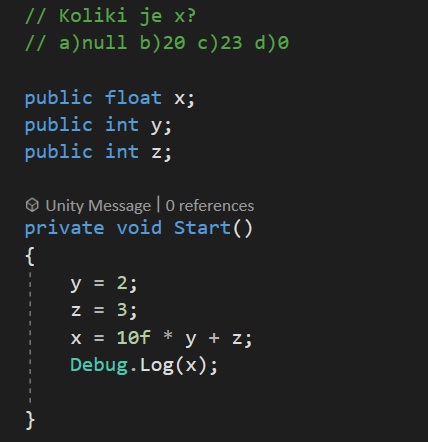 // Koliki je x?
// a)null b)20 c)23 d)0
public float x;
public int y;
public int z;
Unity Message | 0 references
private void Start()
{
y = 2;
z = 3;
x = 10f * y + z;
Debug.Log(x);
}